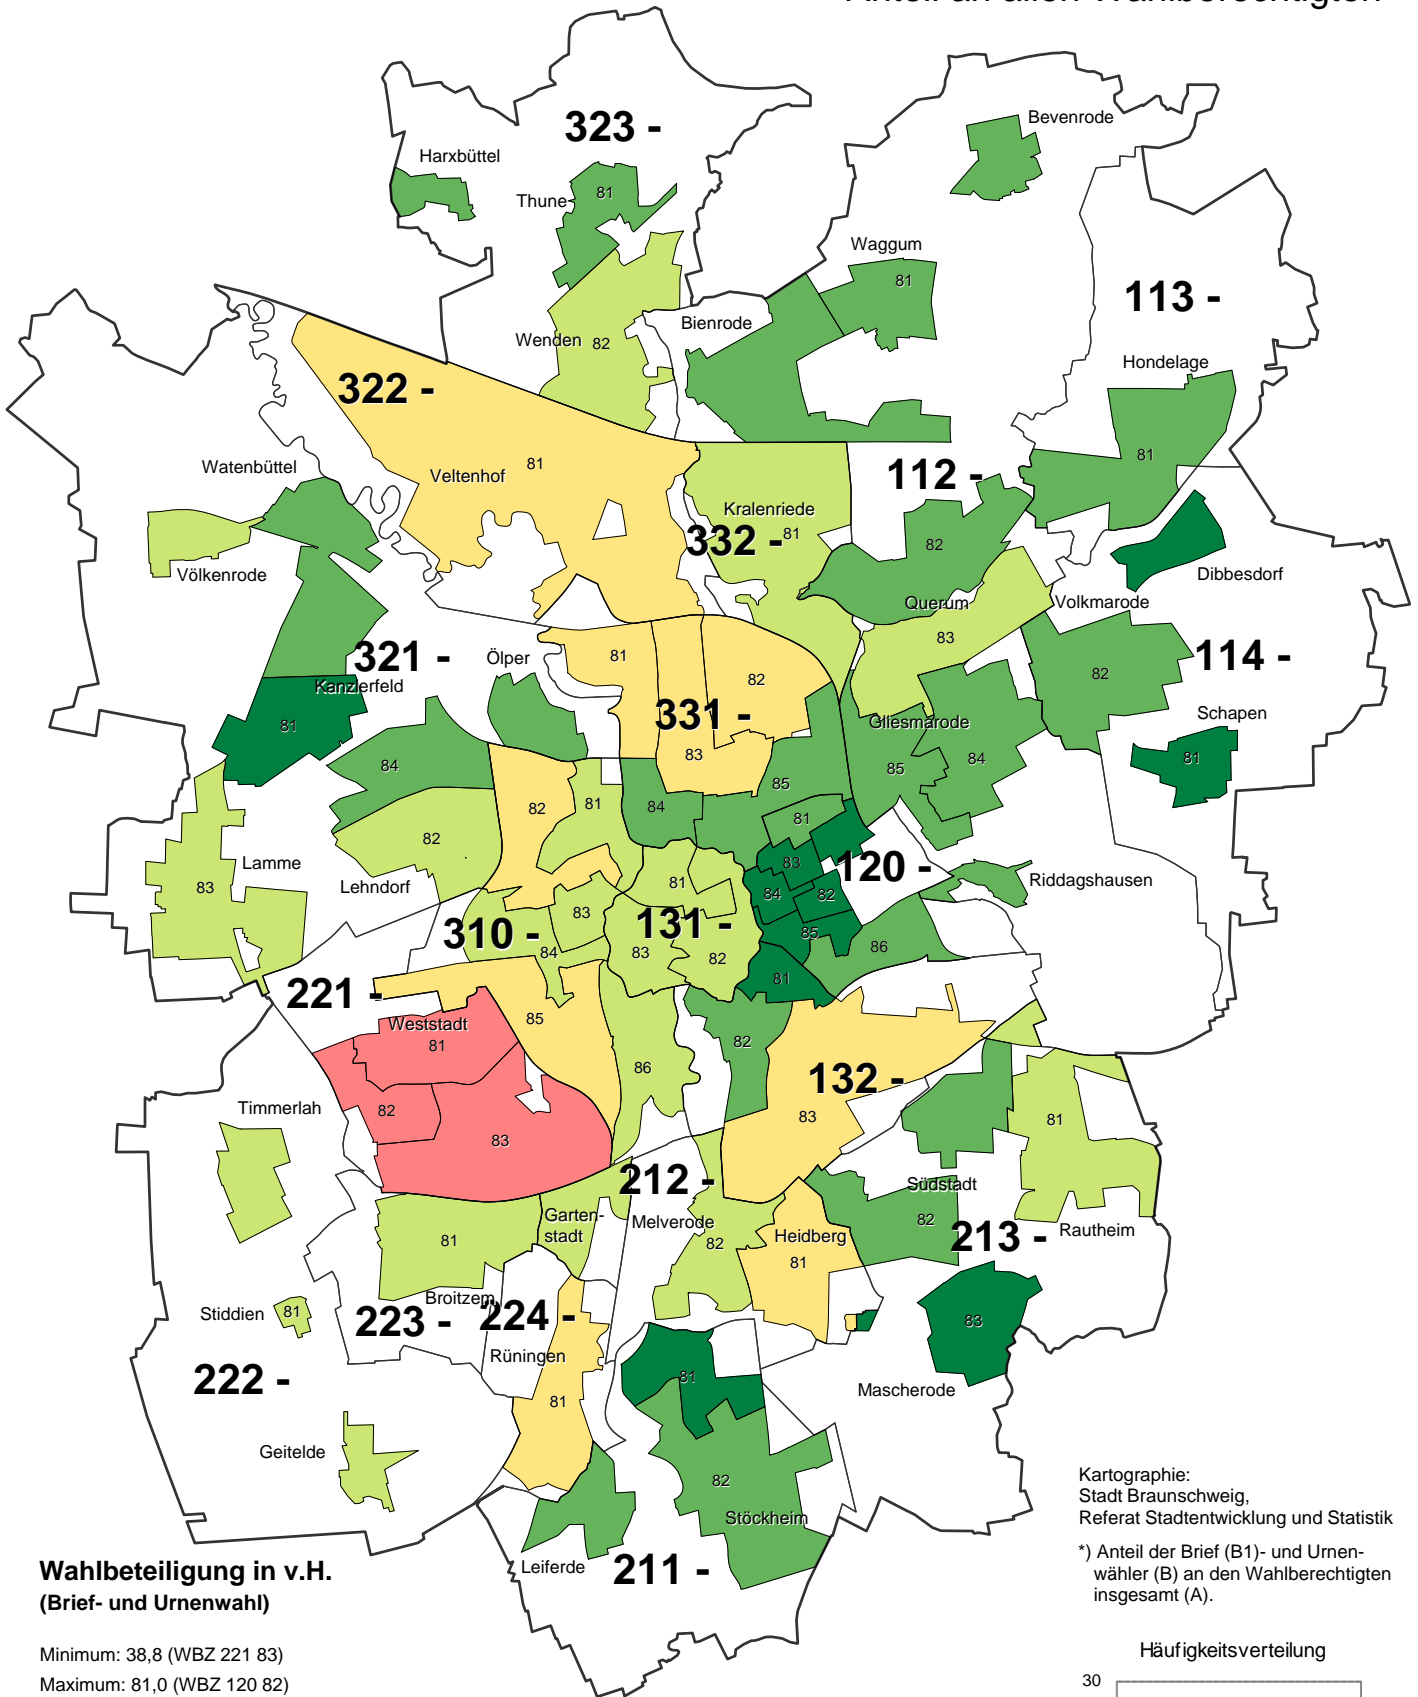 323 -
Bevenrode
Harxbüttel
Thune
81
Waggum
81
113 -
Bienrode
Wenden
82
Hondelage
322 -
Watenbüttel
Veltenhof
81
112 -
81
Kralenriede
332 -
81
82
Völkenrode
Dibbesdorf
Querum
Volkmarode
83
321 -
Ölper
81
82
82
114 -
Kanzlerfeld
81
331 -
83
Gliesmarode
Schapen
84
85
85
84
81
82
81
84
81
82
83
120 -
Lamme
83
Lehndorf
81
84
82
Riddagshausen
310 -
83
84
131 -
83
82
85
86
81
221 -
Weststadt
81
85
82
86
132 -
83
Timmerlah
82
83
81
212 -
Südstadt
82
213 -
Rautheim
Garten-
stadt
Melverode
82
Heidberg
81
81
Broitzem
Stiddien
81
223 -
224 -
Rüningen
83
222 -
81
81
Mascherode
Geitelde
82
Stöckheim
Leiferde
211 -
Kartographie:
Stadt Braunschweig,
Referat Stadtentwicklung und Statistik
*) Anteil der Brief (B1)- und Urnen-
wähler (B) an den Wahlberechtigten
insgesamt (A).
Wahlbeteiligung in v.H.
(Brief- und Urnenwahl)
Minimum: 38,8 (WBZ 221 83)
Maximum: 81,0 (WBZ 120 82)
Häufigkeitsverteilung
30